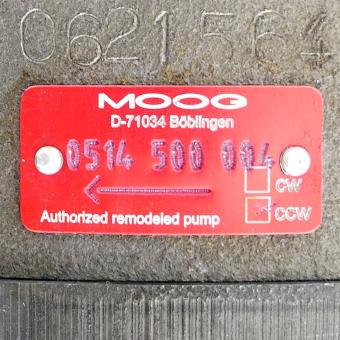 0621564
MOOG
D-71034 Böblingen
0514 500 004
CW
CCW
Authorized remodeled pump